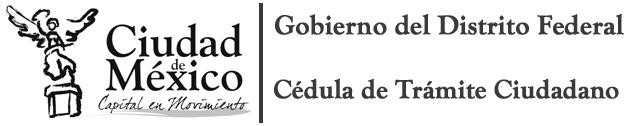 Ciudad
de
México
Capital en Movimiento
Gobierno del Distrito Federal
Cédula de Trámite Ciudadano